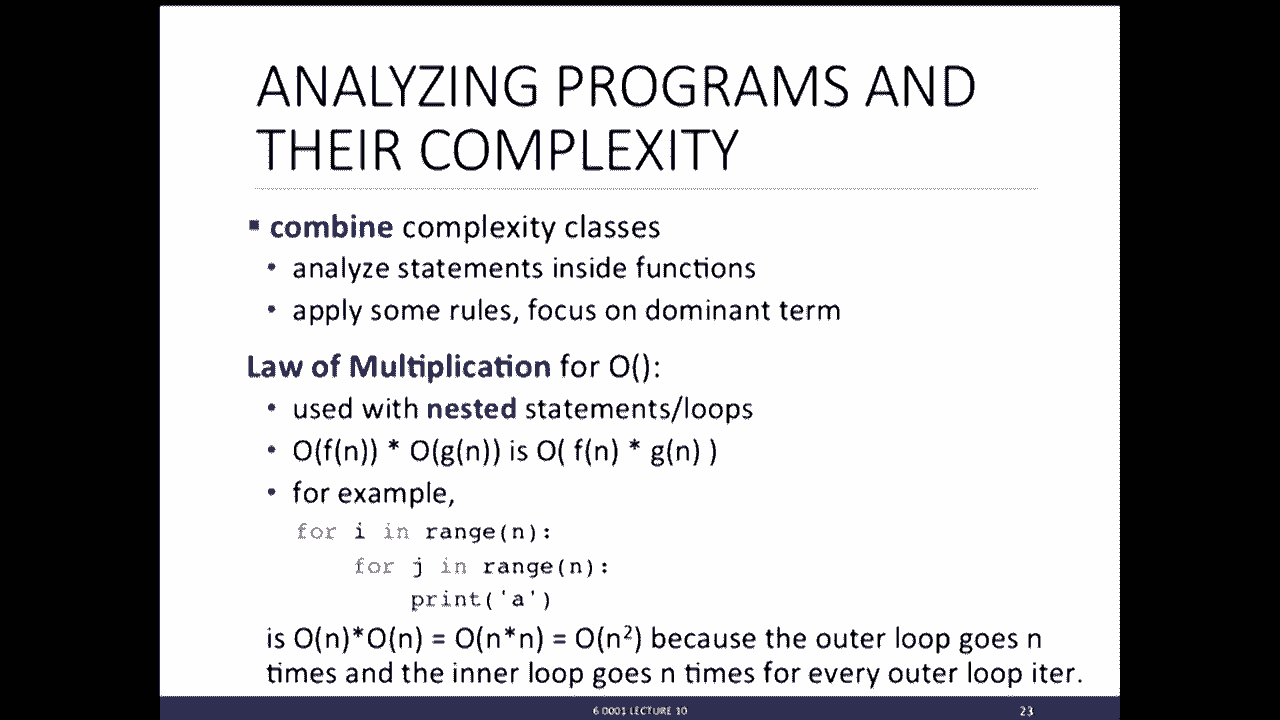 ANALYZING PROGRAMS AND
THEIR COMPLEXITY
▪ combine complexity classes
• analyze statements inside functions
• apply some rules, focus on dominant term
Law of Multiplication for O():
• used with nested statements/loops
• O(f(n)) * O(g(n)) is O( f(n) * g(n) )
• for example,
for i in range(n):
for j in range(n):
print('a')
is O(n)*O(n) = O(n*n) = O(n²) because the outer loop goes n
times and the inner loop goes n times for every outer loop iter.
6.0001 LECTURE 10
23